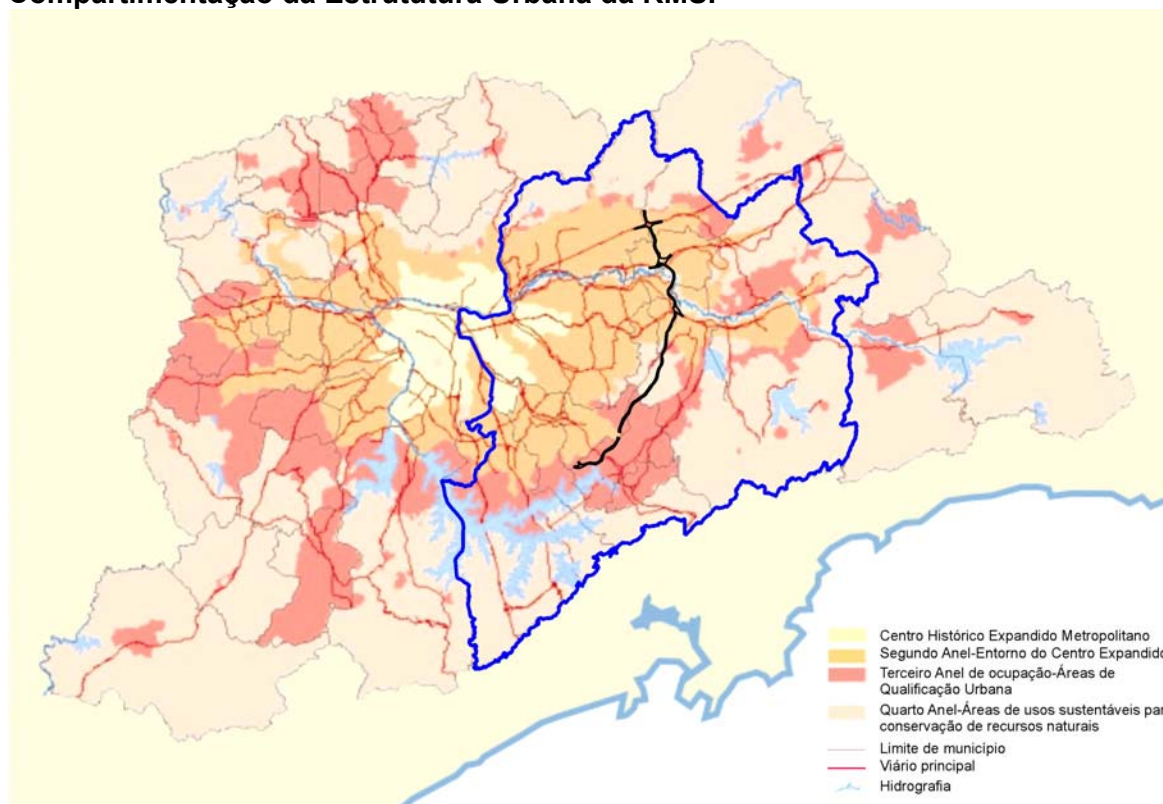 Compartimentação da Estrututura Urbana da RMSP
Centro Histórico Expandido Metropolitano
Segundo Anel-Entorno do Centro Expandido
Terceiro Anel de ocupação-Áreas de
Qualificação Urbana
Quarto Anel-Áreas de usos sustentáveis par
conservação de recursos naturais
Limite de município
Viário principal
Hidrografia